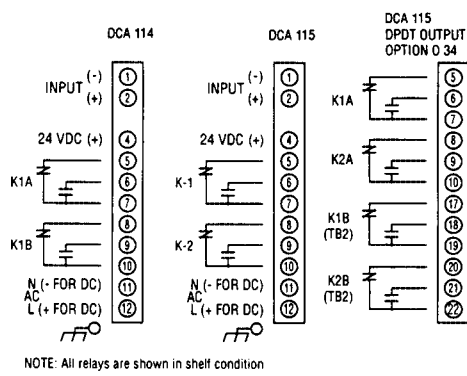 DCA 114
INPUT (-) 1
(+) 2
24 VDC (+) 4
5
K1A 6
7
8
K1B 9
10
N (- FOR DC) 11
AC
L (+ FOR DC) 12
DCA 115
INPUT (-) 1
(+) 2
24 VDC (+) 4
5
K-1 6
7
8
K-2 9
10
N (- FOR DC) 11
AC
L (+ FOR DC) 12
DCA 115
DPDT OUTPUT
OPTION O 34
5
K1A 6
7
8
K2A 9
10
17
K1B 18
(TB2) 19
20
K2B 21
(TB2) 22
NOTE: All relays are shown in shelf condition